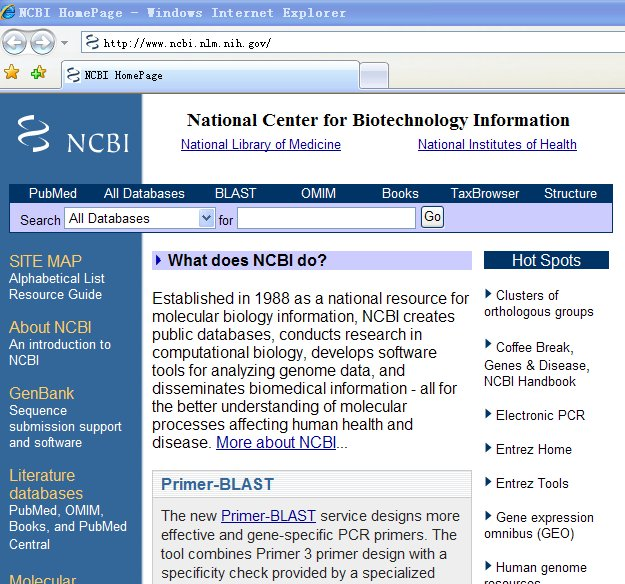 NCBI HomePage - Windows Internet Explorer
http://www.ncbi.nlm.nih.gov/
NCBI HomePage
NCBI
National Center for Biotechnology Information
National Library of Medicine National Institutes of Health
PubMed All Databases BLAST OMIM Books TaxBrowser Structure
Search All Databases for Go
SITE MAP
Alphabetical List
Resource Guide
About NCBI
An introduction to
NCBI
GenBank
Sequence
submission support
and software
Literature
databases
PubMed, OMIM,
Books, and PubMed
Central
Molecular
What does NCBI do?
Established in 1988 as a national resource for
molecular biology information, NCBI creates
public databases, conducts research in
computational biology, develops software
tools for analyzing genome data, and
disseminates biomedical information - all for
the better understanding of molecular
processes affecting human health and
disease. More about NCBI...
Primer-BLAST
The new Primer-BLAST service designs more
effective and gene-specific PCR primers. The
tool combines Primer 3 primer design with a
specificity check provided by a specialized
Hot Spots
Clusters of
orthologous groups
Coffee Break,
Genes & Disease,
NCBI Handbook
Electronic PCR
Entrez Home
Entrez Tools
Gene expression
omnibus (GEO)
Human genome
resources